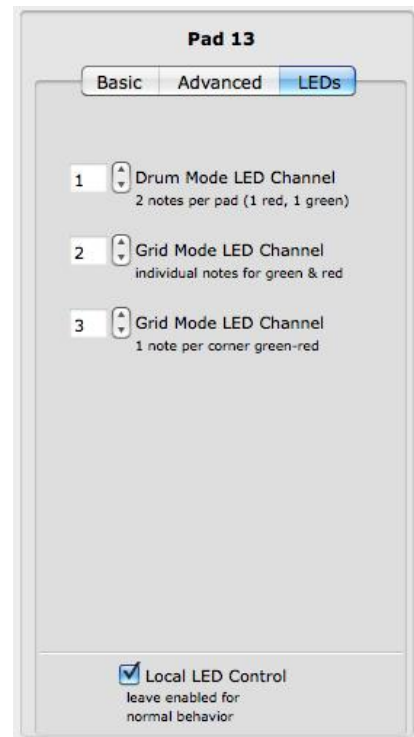 Pad 13
Basic Advanced LEDs
1 Drum Mode LED Channel
2 notes per pad (1 red, 1 green)
2 Grid Mode LED Channel
individual notes for green & red
3 Grid Mode LED Channel
1 note per corner green-red
Local LED Control
leave enabled for
normal behavior